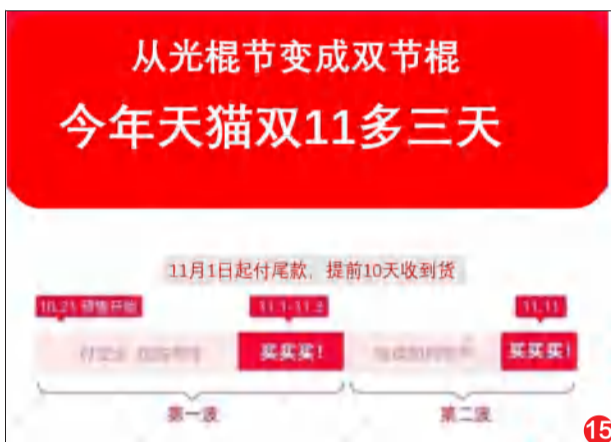 从光棍节变成双节棍
今年天猫双11多三天
11月1日起付尾款，提前10天收到货
10.21 预售开始
11.1-11.3
11.11
买买买！
买买买！
第一波
第二波
15